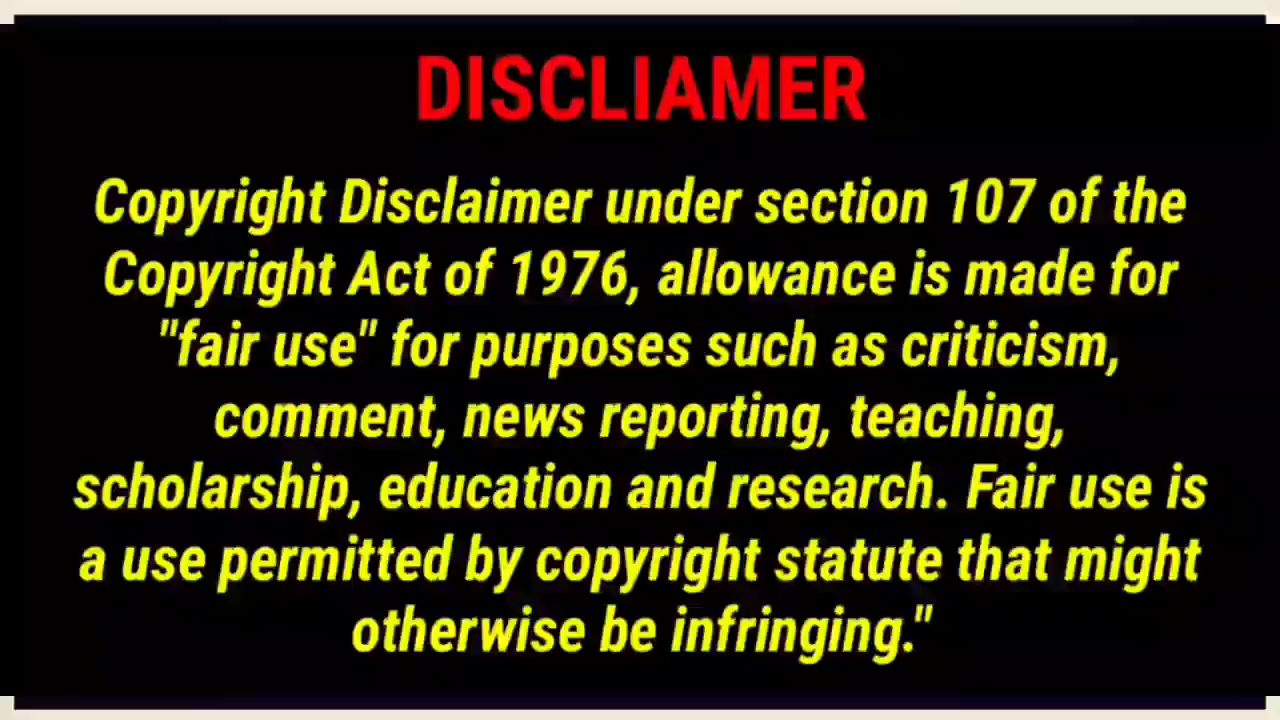 DISCLIAMER
Copyright Disclaimer under section 107 of the
Copyright Act of 1976, allowance is made for
"fair use" for purposes such as criticism,
comment, news reporting, teaching,
scholarship, education and research. Fair use is
a use permitted by copyright statute that might
otherwise be infringing."